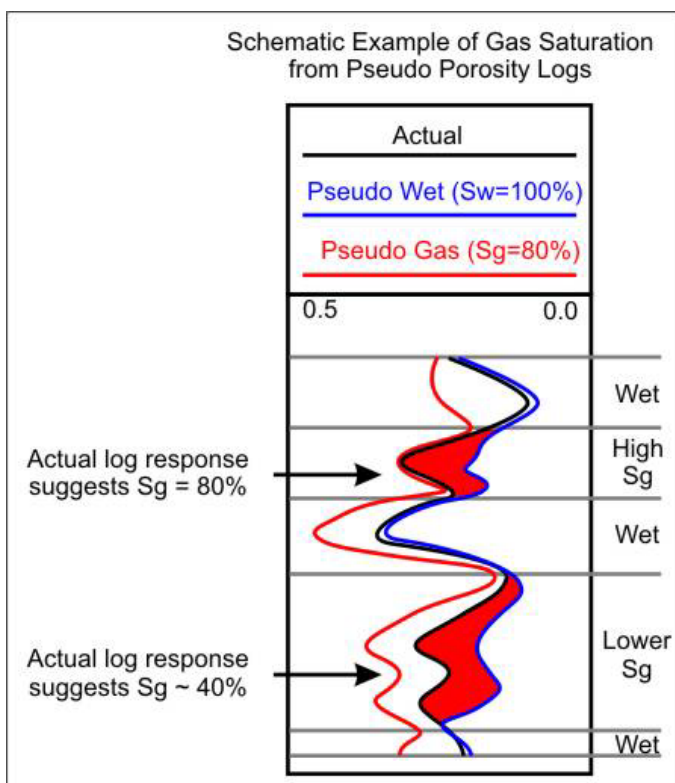 Schematic Example of Gas Saturation
from Pseudo Porosity Logs
Actual
Pseudo Wet (Sw=100%)
Pseudo Gas (Sg=80%)
0.5 0.0
Wet
High
Sg
Actual log response
suggests Sg = 80%
Wet
Lower
Sg
Actual log response
suggests Sg ~ 40%
Wet